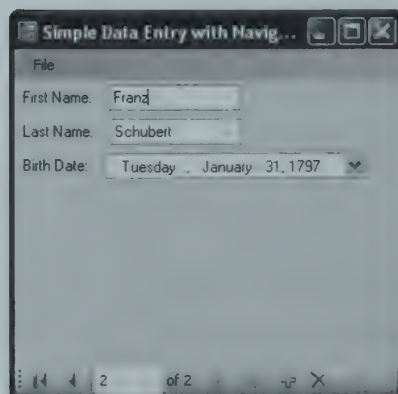 Simple Data Entry with Navig...
File
First Name: Franz
Last Name: Schubert
Birth Date: Tuesday , January 31, 1797
2 of 2